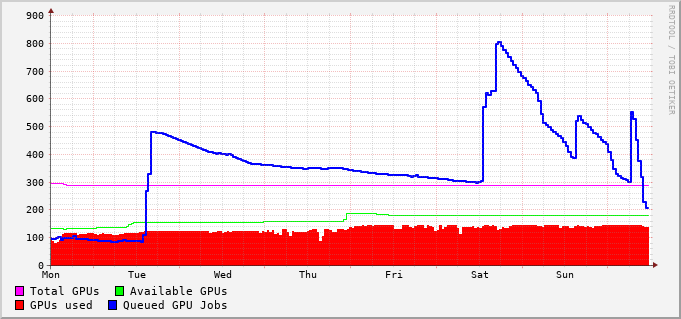 900
800
700
600
500
400
300
200
100
0
Mon Tue Wed Thu Fri Sat Sun
Total GPUs Available GPUs
GPUs used Queued GPU Jobs
RRDTOOL / TOBI OETIKER